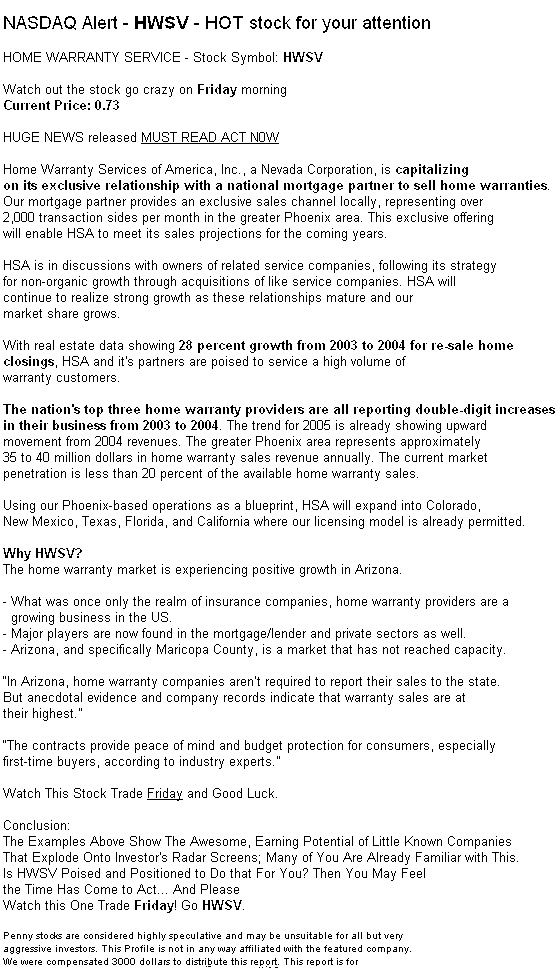 NASDAQ Alert - HWSV - HOT stock for your attention
HOME WARRANTY SERVICE - Stock Symbol: HWSV
Watch out the stock go crazy on Friday morning
Current Price: 0.73
HUGE NEWS released MUST READ ACT N0W
Home Warranty Services of America, Inc., a Nevada Corporation, is capitalizing
on its exclusive relationship with a national mortgage partner to sell home warranties.
Our mortgage partner provides an exclusive sales channel locally, representing over
2,000 transaction sides per month in the greater Phoenix area. This exclusive offering
will enable HSA to meet its sales projections for the coming years.
HSA is in discussions with owners of related service companies, following its strategy
for non-organic growth through acquisitions of like service companies. HSA will
continue to realize strong growth as these relationships mature and our
market share grows.
With real estate data showing 28 percent growth from 2003 to 2004 for re-sale home
closings, HSA and it's partners are poised to service a high volume of
warranty customers.
The nation's top three home warranty providers are all reporting double-digit increases
in their business from 2003 to 2004. The trend for 2005 is already showing upward
movement from 2004 revenues. The greater Phoenix area represents approximately
35 to 40 million dollars in home warranty sales revenue annually. The current market
penetration is less than 20 percent of the available home warranty sales.
Using our Phoenix-based operations as a blueprint, HSA will expand into Colorado,
New Mexico, Texas, Florida, and California where our licensing model is already permitted.
Why HWSV?
The home warranty market is experiencing positive growth in Arizona.
- What was once only the realm of insurance companies, home warranty providers are a
growing business in the US.
- Major players are now found in the mortgage/lender and private sectors as well.
- Arizona, and specifically Maricopa County, is a market that has not reached capacity.
"In Arizona, home warranty companies aren't required to report their sales to the state.
But anecdotal evidence and company records indicate that warranty sales are at
their highest."
"The contracts provide peace of mind and budget protection for consumers, especially
first-time buyers, according to industry experts."
Watch This Stock Trade Friday and Good Luck.
Conclusion:
The Examples Above Show The Awesome, Earning Potential of Little Known Companies
That Explode Onto Investor's Radar Screens; Many of You Are Already Familiar with This.
Is HWSV Poised and Positioned to Do that For You? Then You May Feel
the Time Has Come to Act... And Please
Watch this One Trade Friday! Go HWSV.
Penny stocks are considered highly speculative and may be unsuitable for all but very
aggressive investors. This Profile is not in any way affiliated with the featured company.
We were compensated 3000 dollars to distribute this report. This report is for